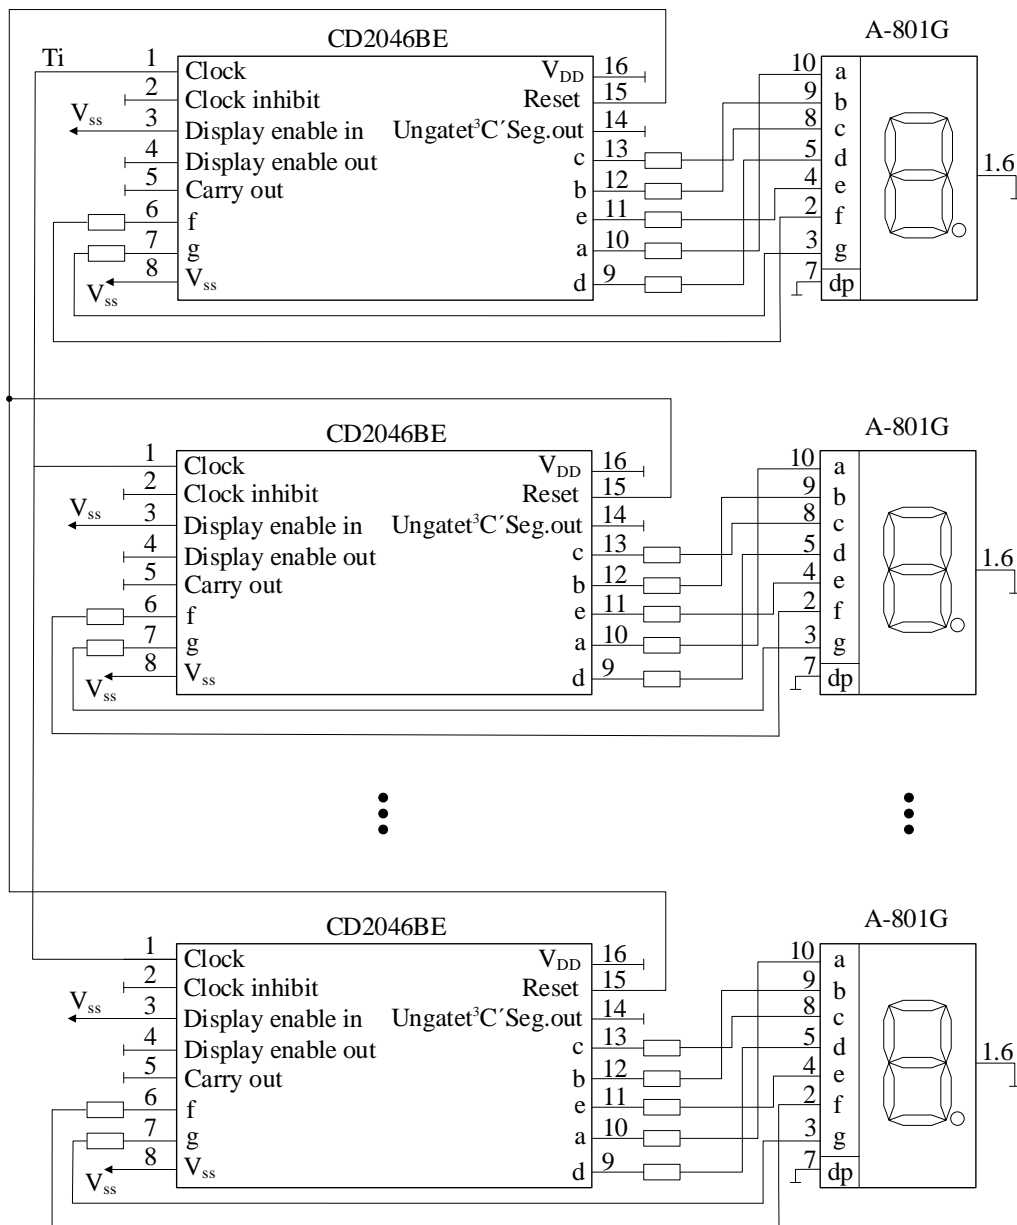 CD2046BE
A-801G
Ti
1 Clock
V_DD 16
10 a
2 Clock inhibit
Reset 15
9 b
V_ss
3 Display enable in
Ungatet³C´Seg.out 14
8 c
4 Display enable out
c 13
5 d
1.6
5 Carry out
b 12
4 e
6 f
e 11
2 f
7 g
a 10
3 g
V_ss
8 V_ss
d 9
7 dp
CD2046BE
A-801G
1 Clock
V_DD 16
10 a
2 Clock inhibit
Reset 15
9 b
V_ss
3 Display enable in
Ungatet³C´Seg.out 14
8 c
4 Display enable out
c 13
5 d
1.6
5 Carry out
b 12
4 e
6 f
e 11
2 f
7 g
a 10
3 g
V_ss
8 V_ss
d 9
7 dp
CD2046BE
A-801G
1 Clock
V_DD 16
10 a
2 Clock inhibit
Reset 15
9 b
V_ss
3 Display enable in
Ungatet³C´Seg.out 14
8 c
4 Display enable out
c 13
5 d
1.6
5 Carry out
b 12
4 e
6 f
e 11
2 f
7 g
a 10
3 g
V_ss
8 V_ss
d 9
7 dp